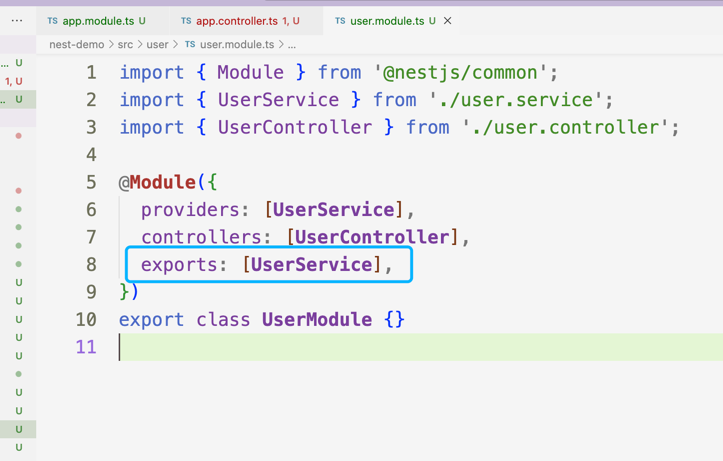 ... TS app.module.ts U TS app.controller.ts 1, U TS user.module.ts U ×
nest-demo > src > user > TS user.module.ts > ...
... U
1, U
... U
U
U
U
U
U
U
U
U
U
1 import { Module } from '@nestjs/common';
2 import { UserService } from './user.service';
3 import { UserController } from './user.controller';
4
5 @Module({
6 providers: [UserService],
7 controllers: [UserController],
8 exports: [UserService],
9 })
10 export class UserModule {}
11